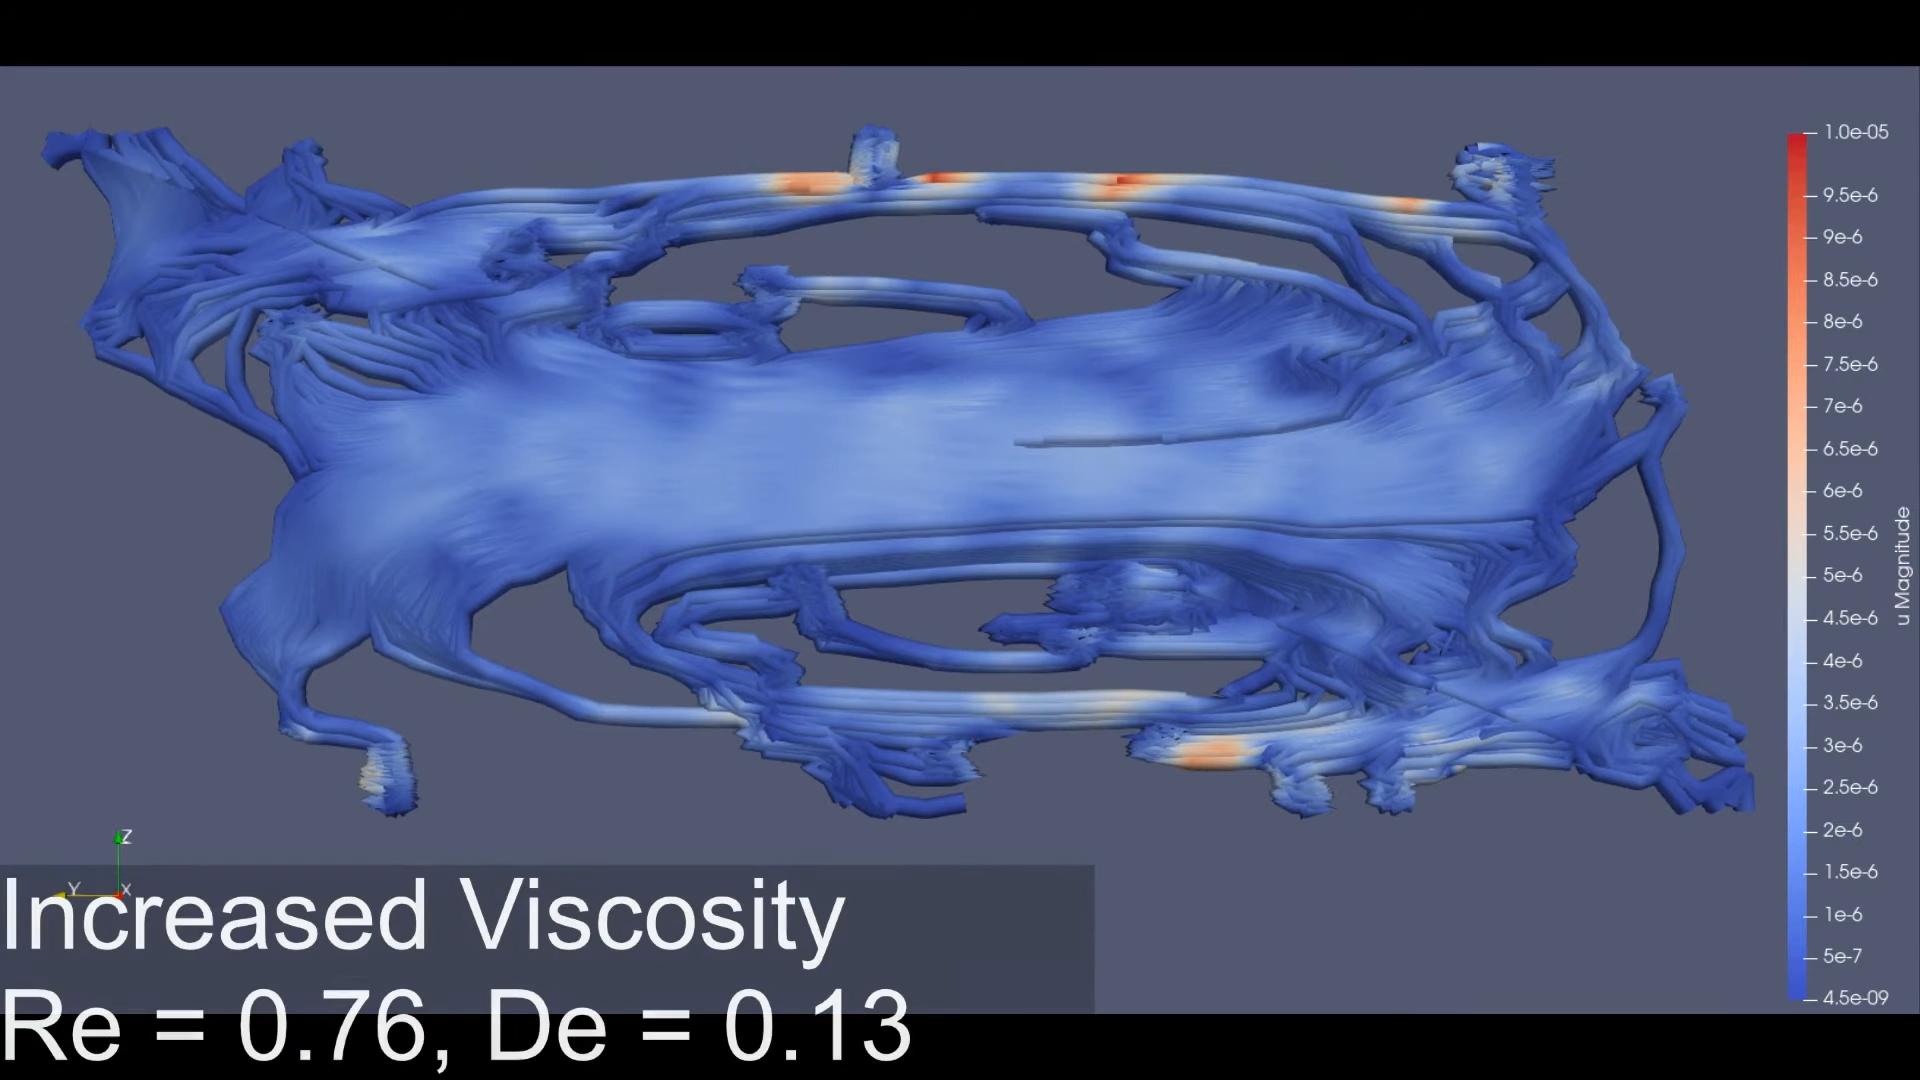 1.0e-05
9.5e-6
9e-6
8.5e-6
8e-6
7.5e-6
7e-6
6.5e-6
6e-6
5.5e-6
5e-6
4.5e-6
4e-6
3.5e-6
3e-6
2.5e-6
2e-6
1.5e-6
1e-6
5e-7
4.5e-09
u Magnitude
Z
Y
X
Increased Viscosity
Re = 0.76, De = 0.13